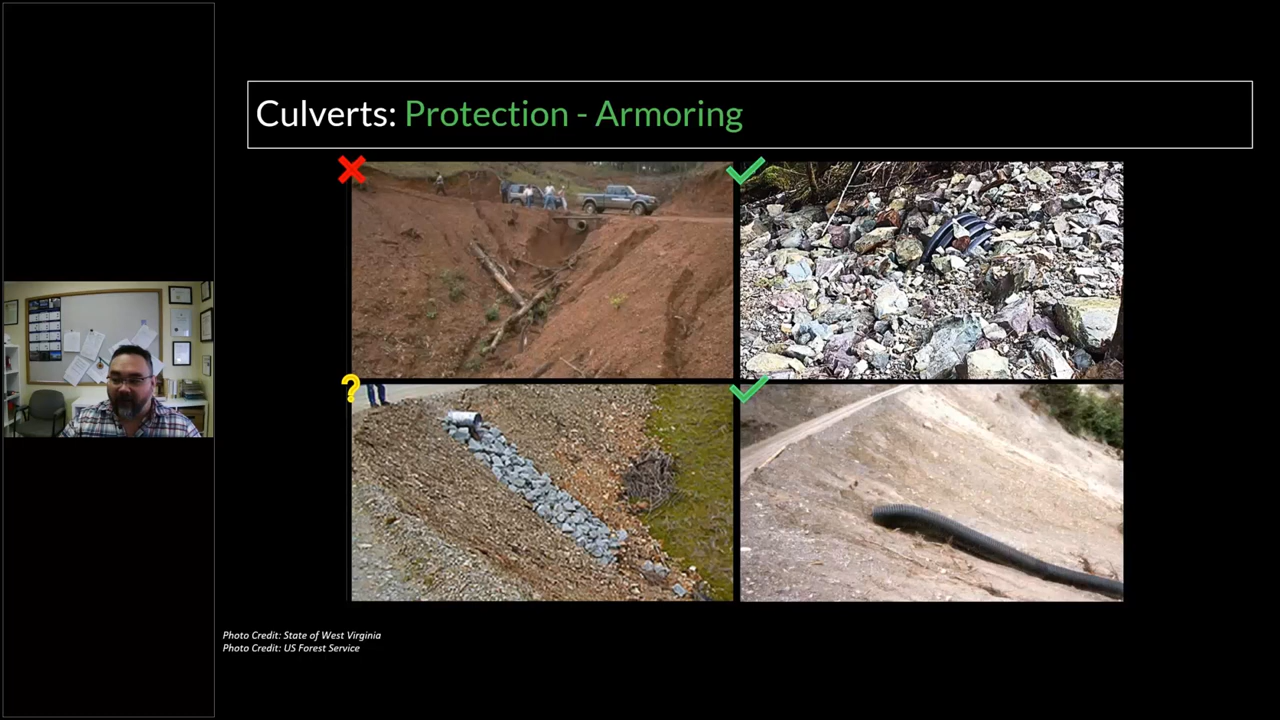 Culverts: Protection - Armoring
?
Photo Credit: State of West Virginia
Photo Credit: US Forest Service